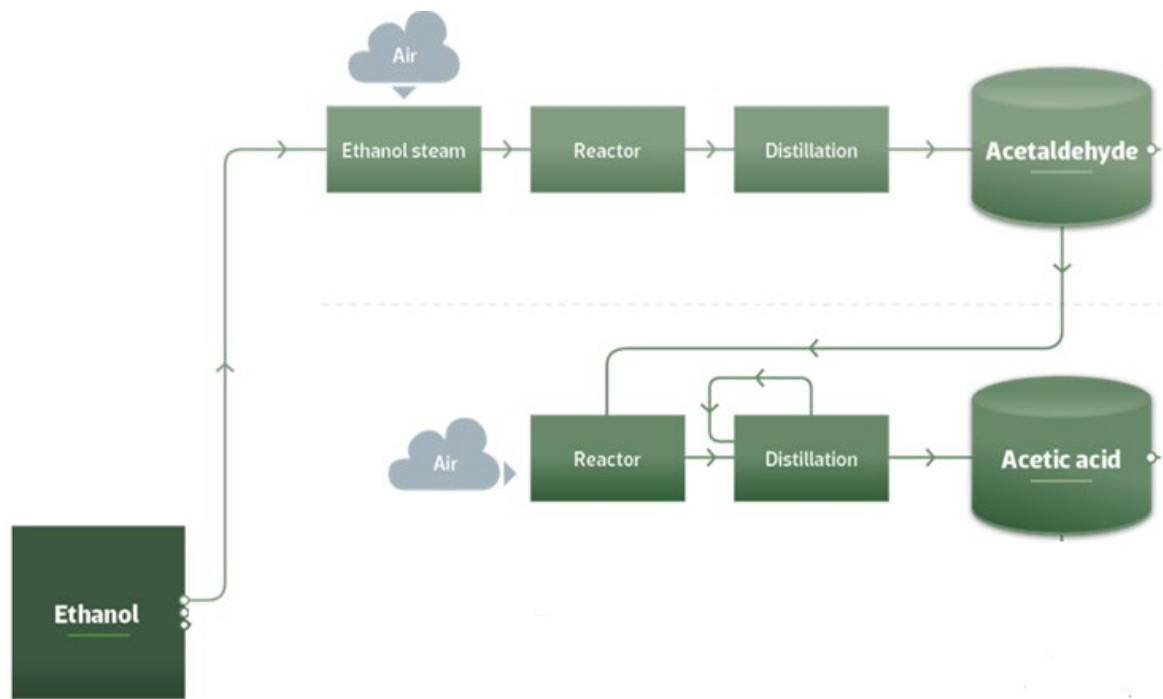 Air
Ethanol steam
Reactor
Distillation
Acetaldehyde
Air
Reactor
Distillation
Acetic acid
Ethanol